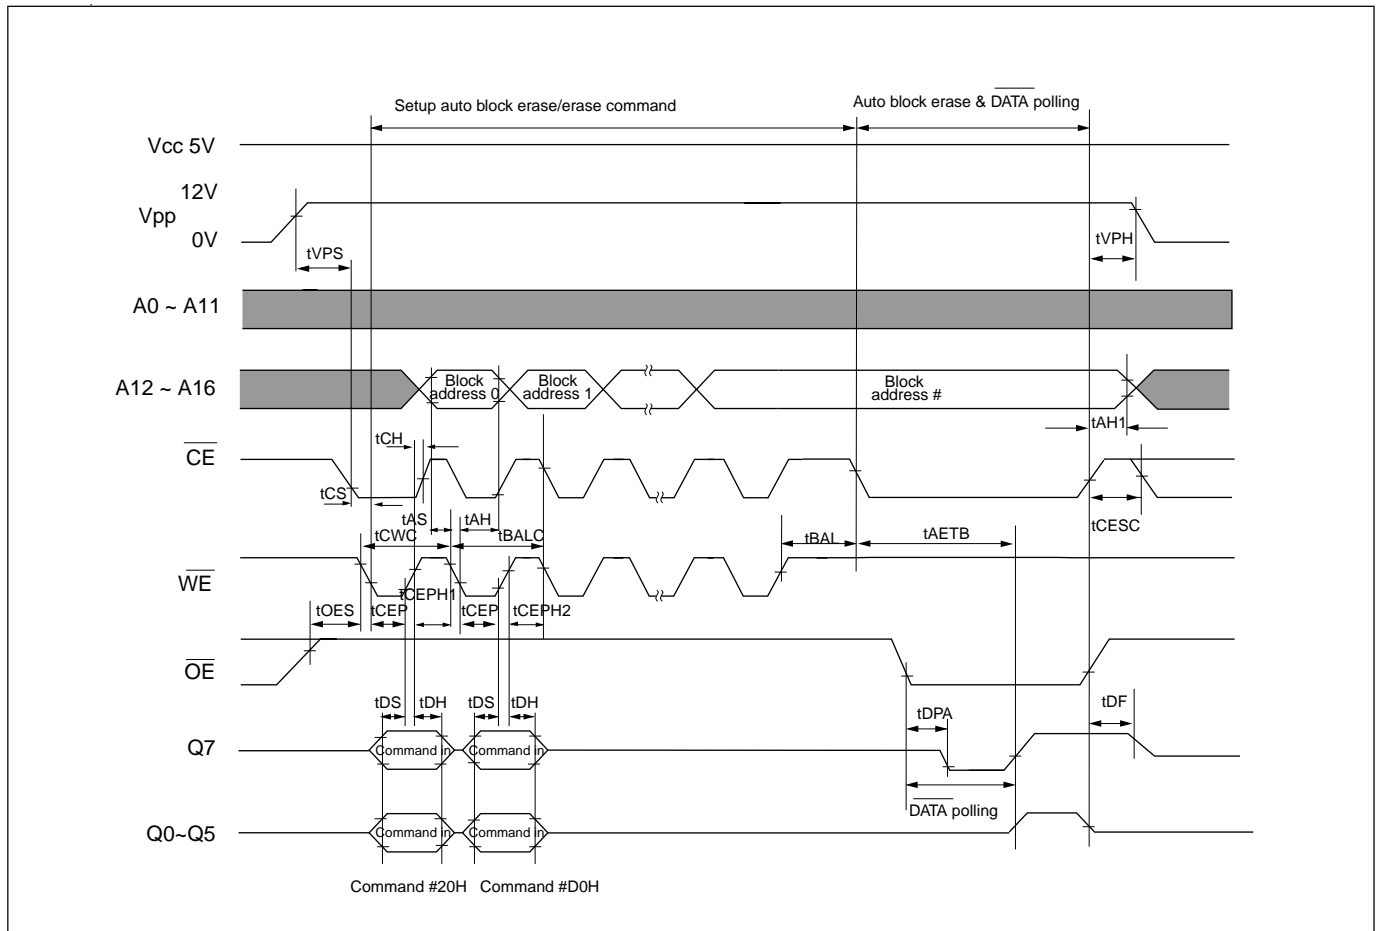 Setup auto block erase/erase command
Auto block erase & DATA polling
Vcc 5V
12V
Vpp
0V
tVPS
tVPH
A0 ~ A11
A12 ~ A16
Block
address 0
Block
address 1
Block
address #
tAH1
tCH
CE
tCS
tCESC
tAS
tAH
tCWC
tBALC
tBAL
tAETB
WE
tCEPH1
tOES
tCEP
tCEP
tCEPH2
OE
tDS
tDH
tDS
tDH
tDPA
tDF
Q7
Command in
Command in
DATA polling
Q0~Q5
Command in
Command in
Command #20H
Command #D0H